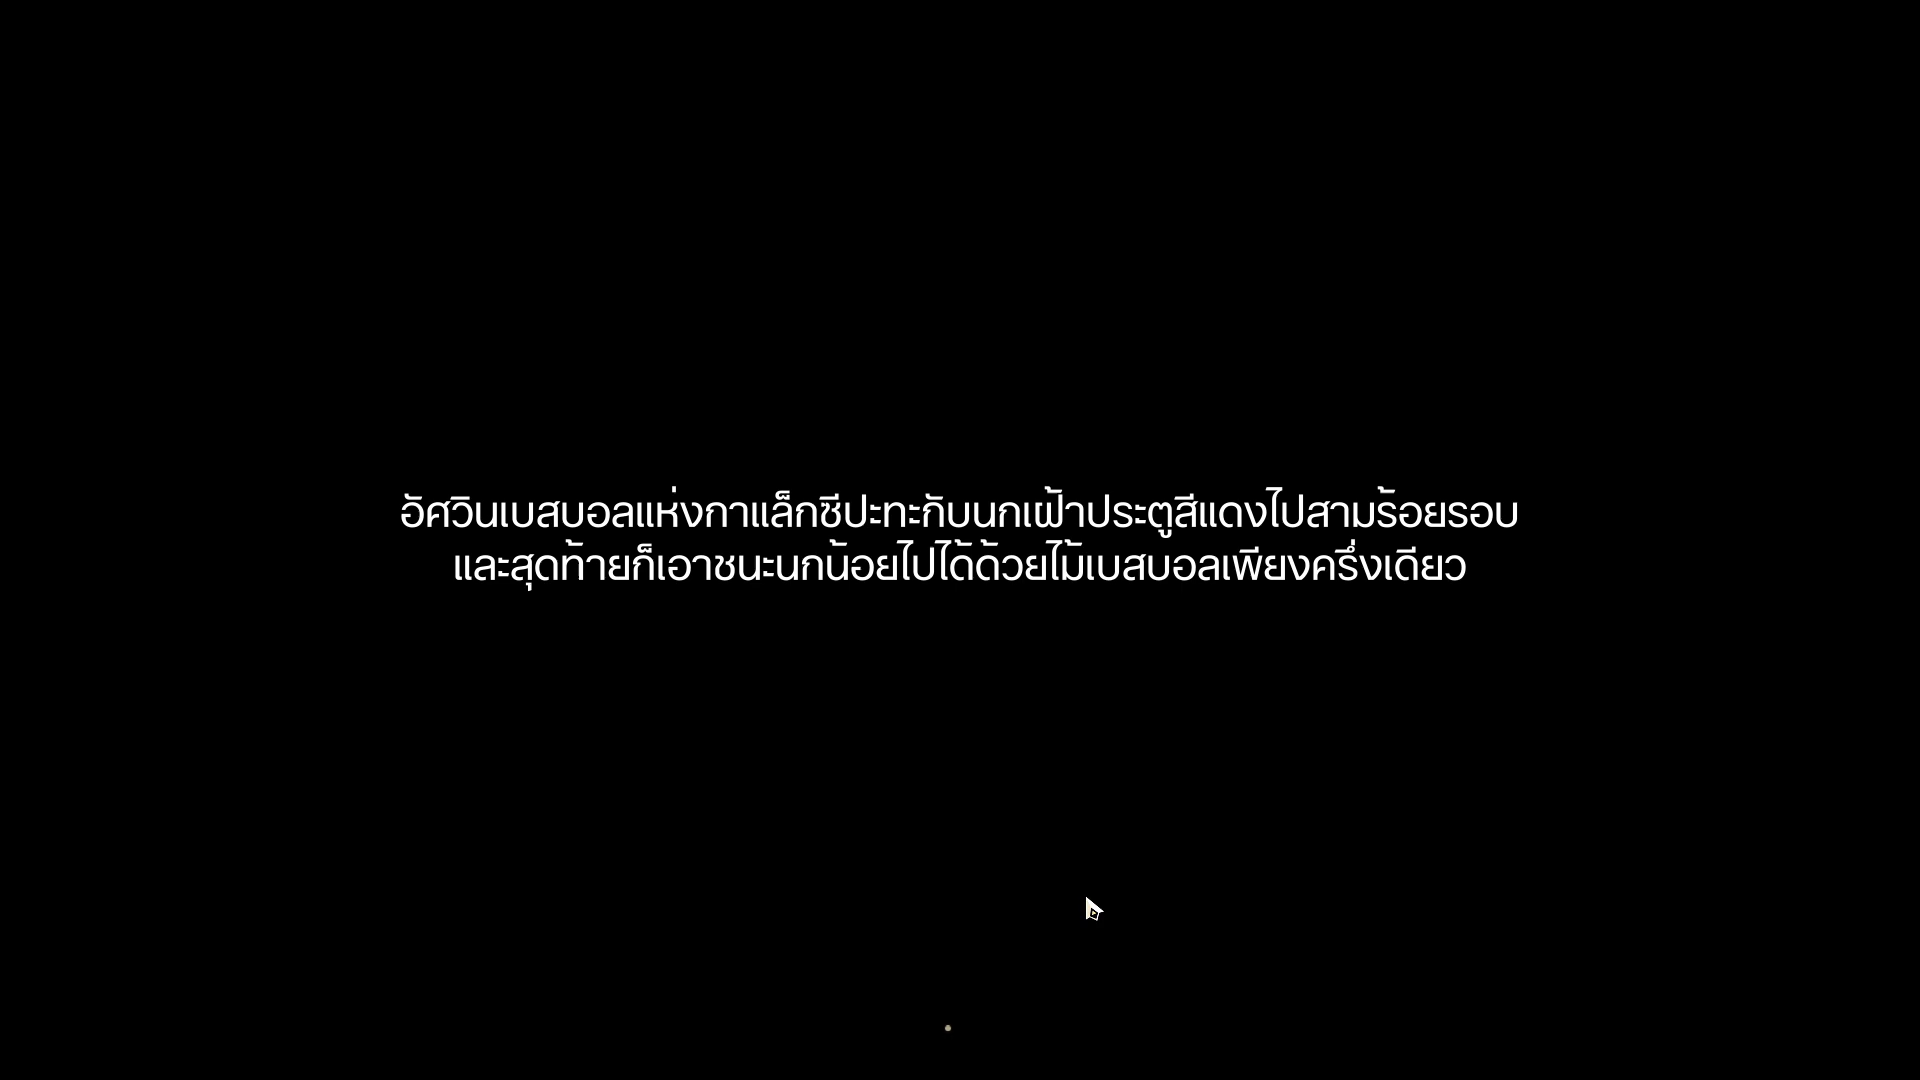 อัศวินเบสบอลแห่งกาแล็กซีปะทะกับนกเฝ้าประตูสีแดงไปสามร้อยรอบ
และสุดท้ายก็เอาชนะนกน้อยไปได้ด้วยไม้เบสบอลเพียงครึ่งเดียว